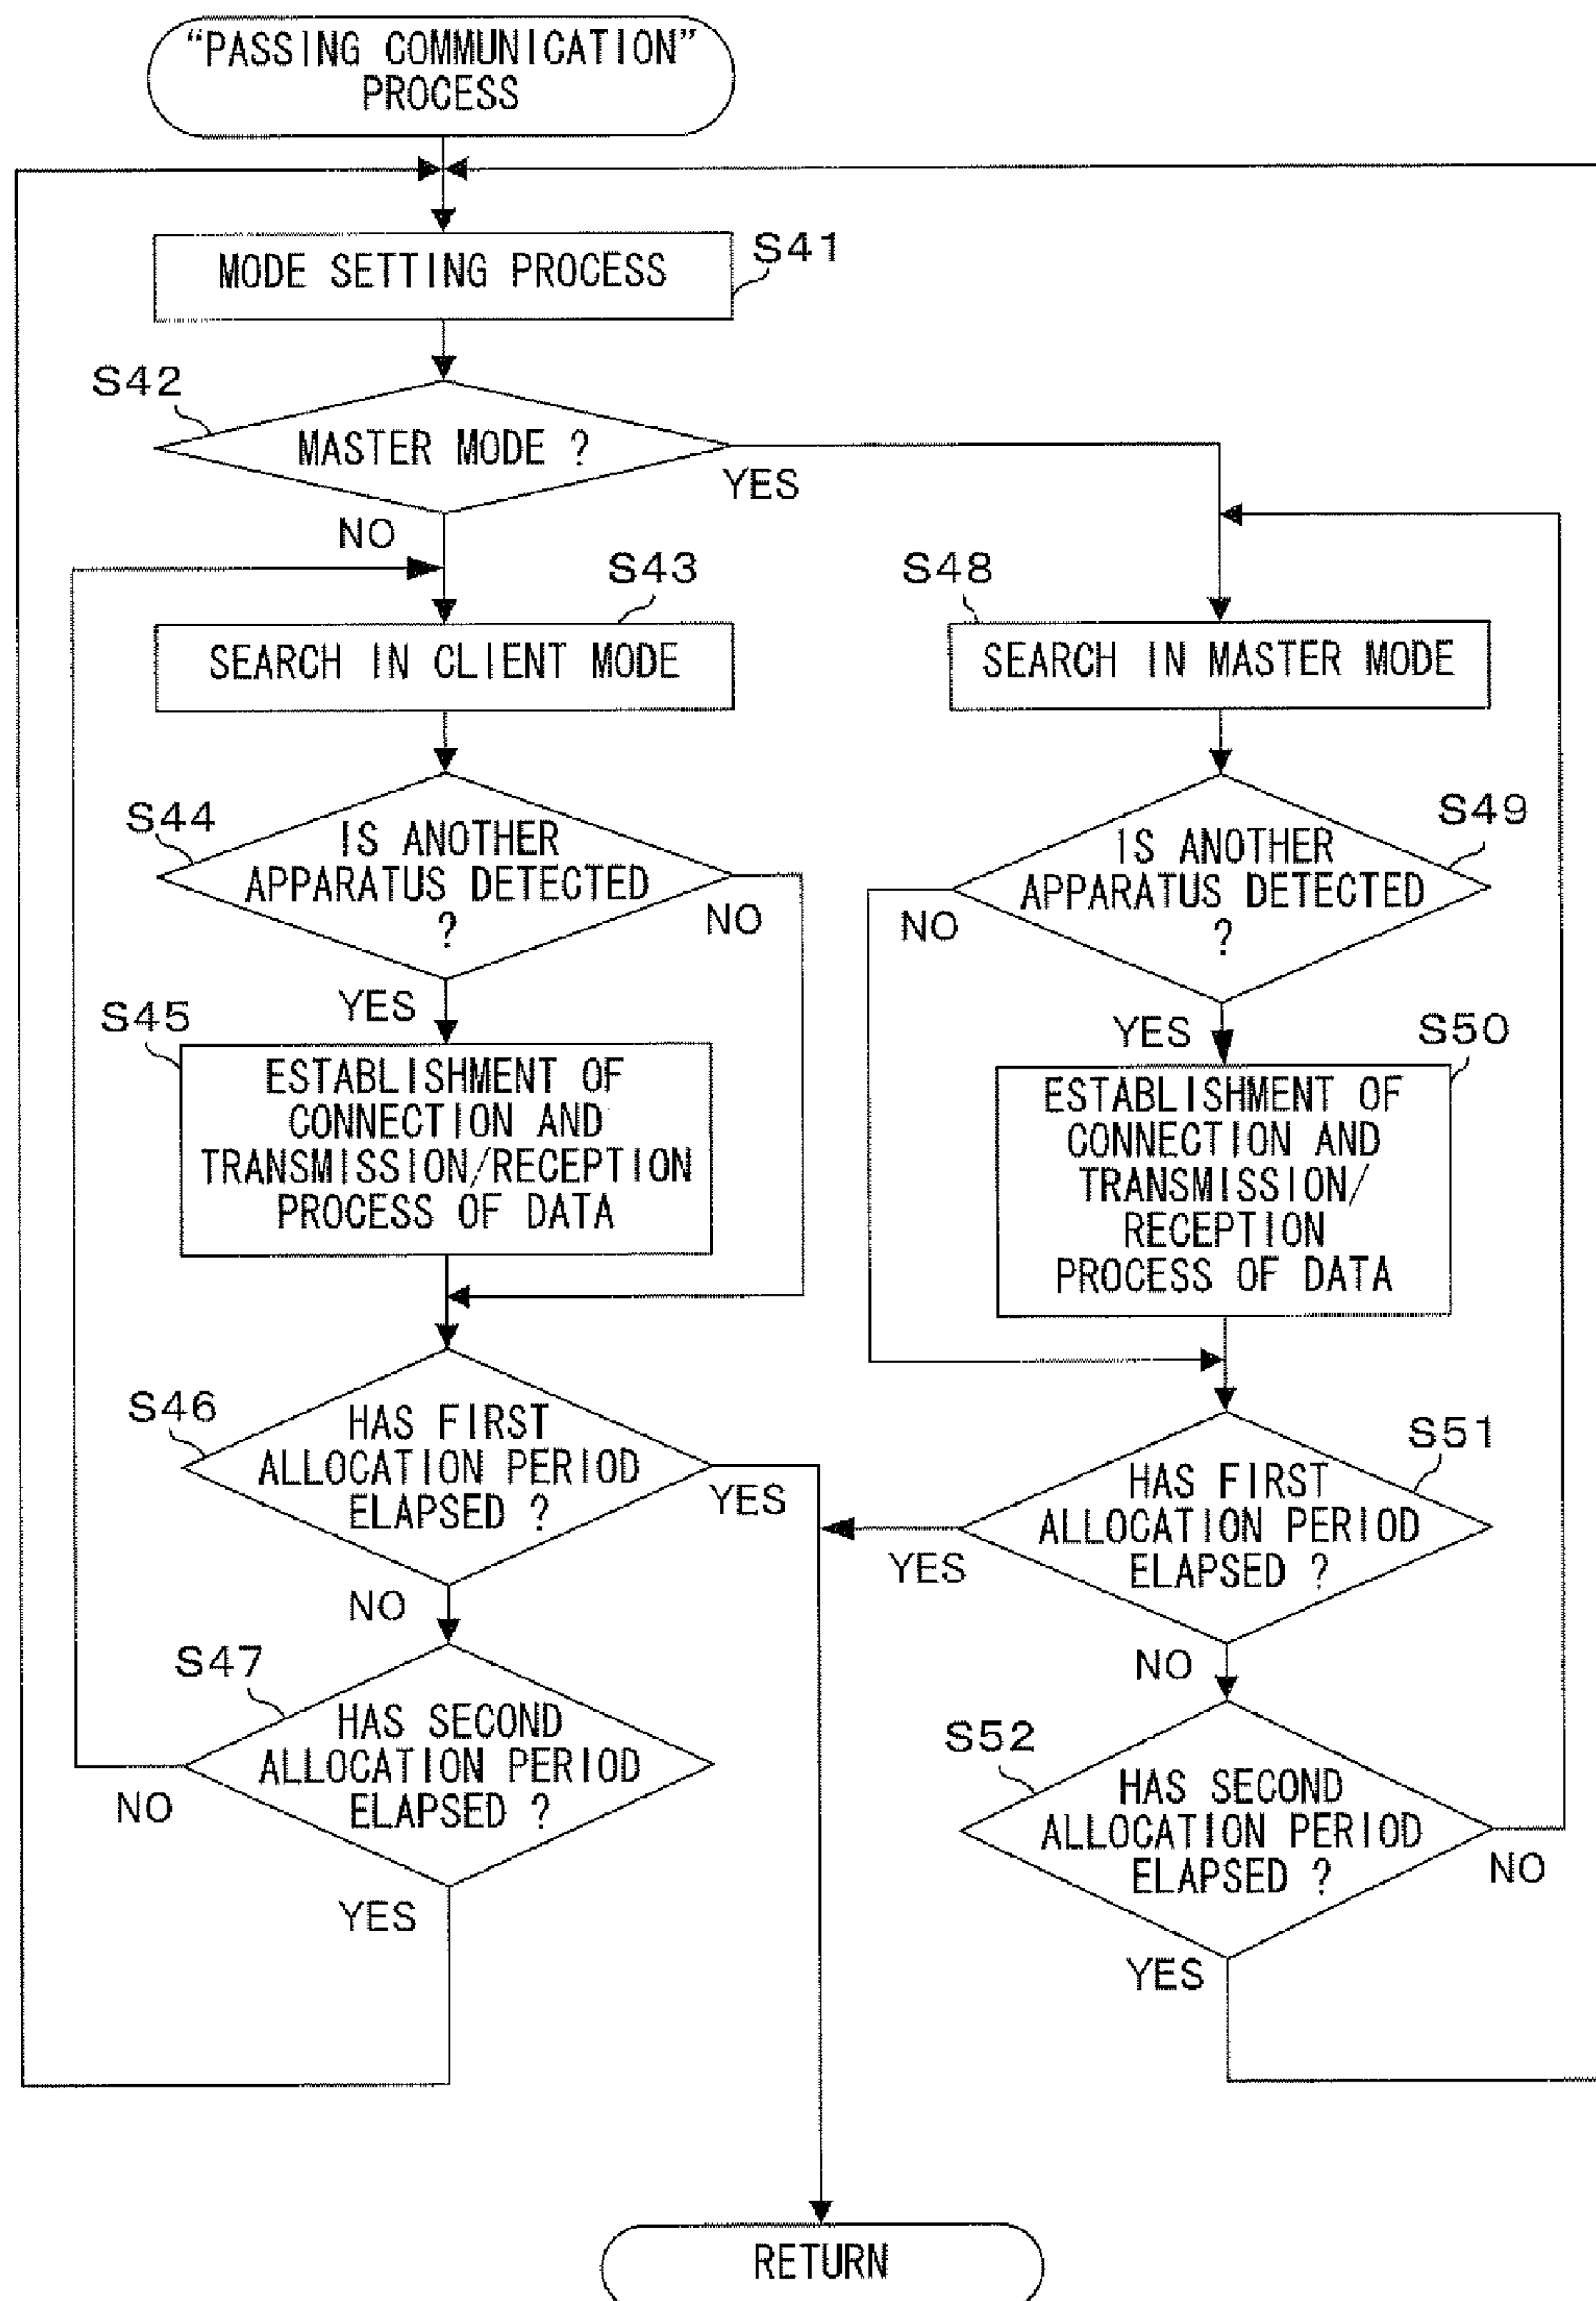 “PASSING COMMUNICATION”
PROCESS
MODE SETTING PROCESS
S41
S42
MASTER MODE ?
YES
NO
S43
SEARCH IN CLIENT MODE
S44
IS ANOTHER
APPARATUS DETECTED
?
NO
YES
S45
ESTABLISHMENT OF
CONNECTION AND
TRANSMISSION/RECEPTION
PROCESS OF DATA
S46
HAS FIRST
ALLOCATION PERIOD
ELAPSED ?
YES
NO
S47
HAS SECOND
ALLOCATION PERIOD
ELAPSED ?
NO
YES
S48
SEARCH IN MASTER MODE
S49
IS ANOTHER
APPARATUS DETECTED
?
NO
YES
S50
ESTABLISHMENT OF
CONNECTION AND
TRANSMISSION/
RECEPTION
PROCESS OF DATA
S51
HAS FIRST
ALLOCATION PERIOD
ELAPSED ?
YES
NO
S52
HAS SECOND
ALLOCATION PERIOD
ELAPSED ?
NO
YES
RETURN